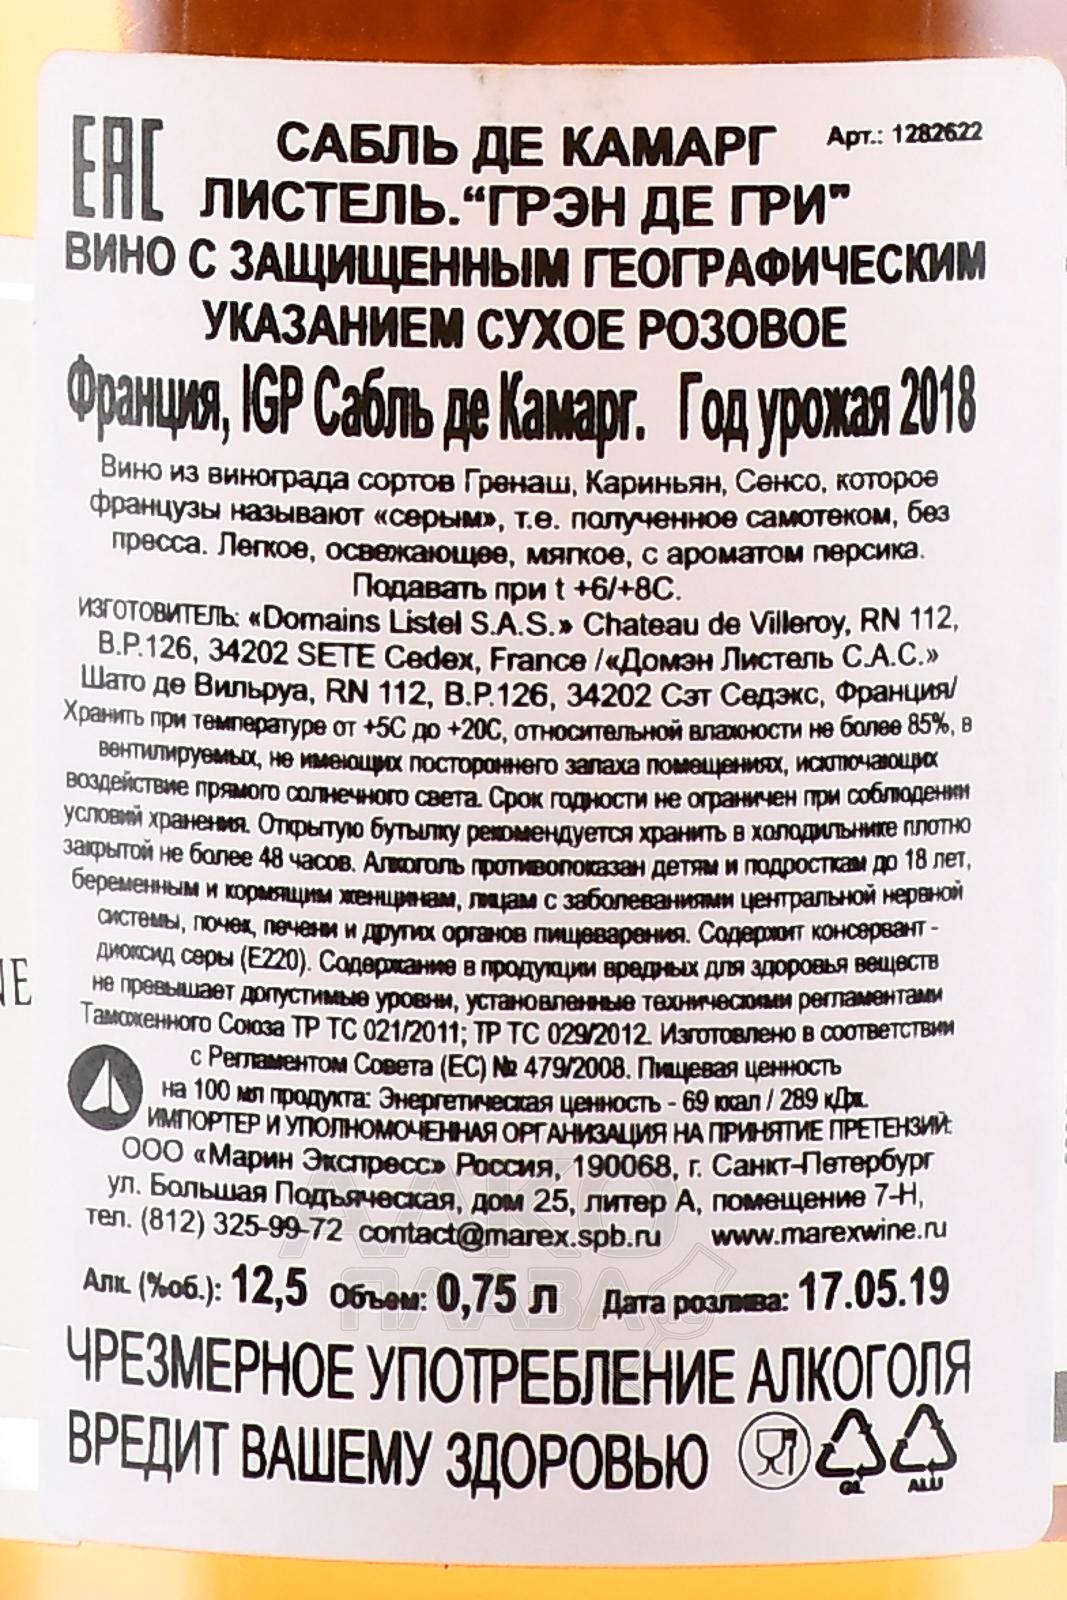 EAC
САБЛЬ ДЕ КАМАРГ
Арт.: 1282622
ЛИСТЕЛЬ.“ГРЭН ДЕ ГРИ”
ВИНО С ЗАЩИЩЕННЫМ ГЕОГРАФИЧЕСКИМ
УКАЗАНИЕМ СУХОЕ РОЗОВОЕ
Франция, IGP Сабль де Камарг. Год урожая 2018
Вино из винограда сортов Гренаш, Кариньян, Сенсо, которое
французы называют «серым», т.е. полученное самотеком, без
пресса. Легкое, освежающее, мягкое, с ароматом персика.
Подавать при t +6/+8С.
ИЗГОТОВИТЕЛЬ: «Domains Listel S.A.S.» Chateau de Villeroy, RN 112,
B.P.126, 34202 SETE Cedex, France /«Домэн Листель С.А.С.»
Шато де Вильруа, RN 112, B.P.126, 34202 Сэт Седэкс, Франция/
Хранить при температуре от +5С до +20С, относительной влажности не более 85%, в
вентилируемых, не имеющих постороннего запаха помещениях, исключающих
воздействие прямого солнечного света. Срок годности не ограничен при соблюдении
условий хранения. Открытую бутылку рекомендуется хранить в холодильнике плотно
закрытой не более 48 часов. Алкоголь противопоказан детям и подросткам до 18 лет,
беременным и кормящим женщинам, лицам с заболеваниями центральной нервной
системы, почек, печени и других органов пищеварения. Содержит консервант -
диоксид серы (Е220). Содержание в продукции вредных для здоровья веществ
не превышает допустимые уровни, установленные техническими регламентами
Таможенного Союза ТР ТС 021/2011; ТР ТС 029/2012. Изготовлено в соответствии
с Регламентом Совета (ЕС) № 479/2008. Пищевая ценность
на 100 мл продукта: Энергетическая ценность - 69 ккал / 289 кДж.
ИМПОРТЕР И УПОЛНОМОЧЕННАЯ ОРГАНИЗАЦИЯ НА ПРИНЯТИЕ ПРЕТЕНЗИЙ:
ООО «Марин Экспресс» Россия, 190068, г. Санкт-Петербург
ул. Большая Подъяческая, дом 25, литер А, помещение 7-Н,
тел. (812) 325-99-72 contact@marex.spb.ru www.marexwine.ru
Алк. (%об.): 12,5 Объем: 0,75 л Дата розлива: 17.05.19
ЧРЕЗМЕРНОЕ УПОТРЕБЛЕНИЕ АЛКОГОЛЯ
ВРЕДИТ ВАШЕМУ ЗДОРОВЬЮ
GL ALU
NE
АЛКО
ПЛАЗА